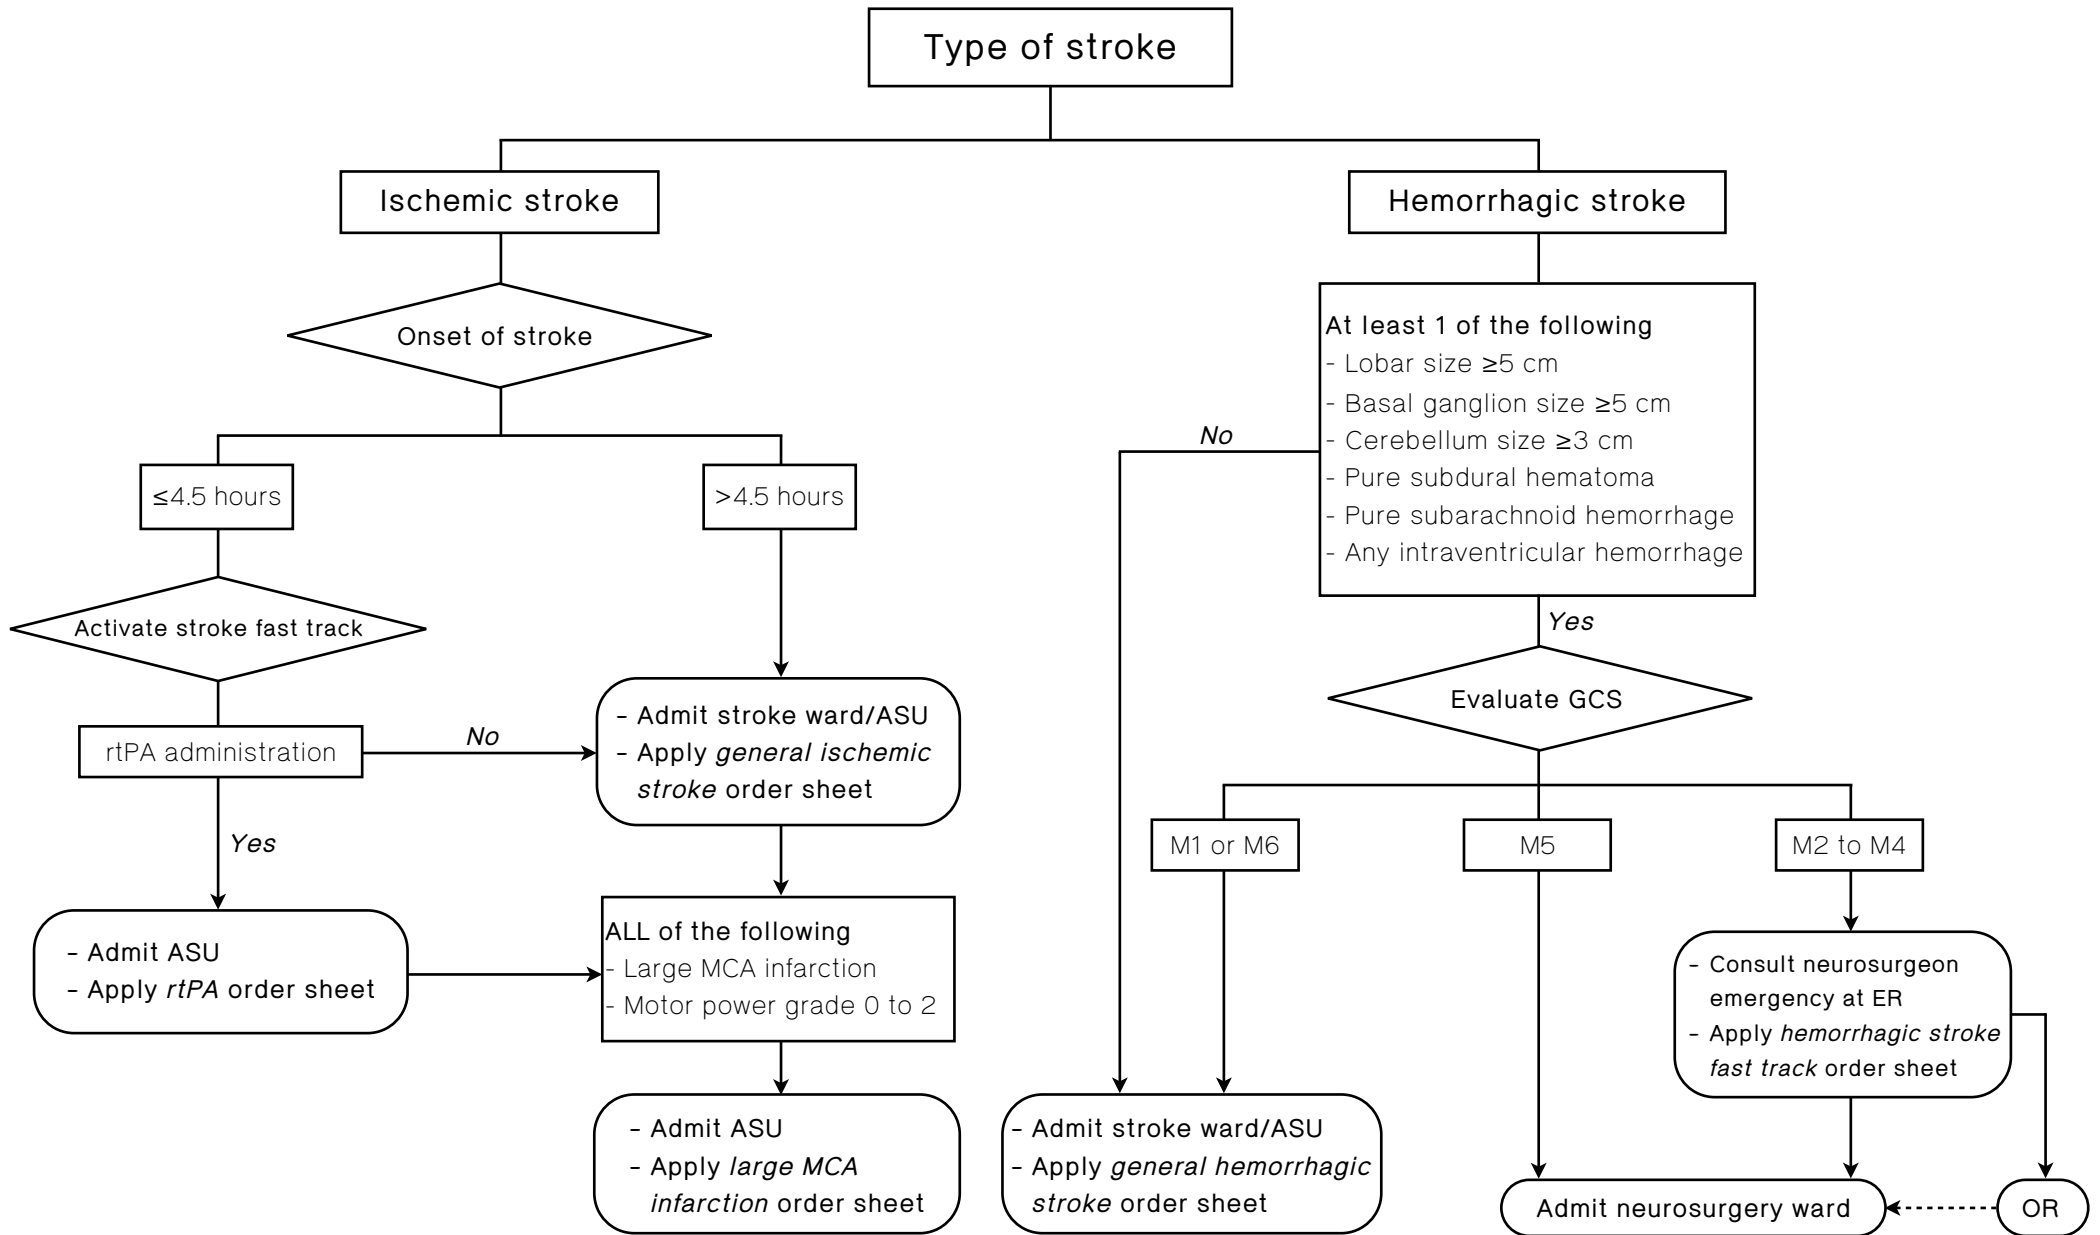 Type of stroke
Ischemic stroke
Onset of stroke
≤4.5 hours
>4.5 hours
Activate stroke fast track
rtPA administration
No
Yes
- Admit stroke ward/ASU
- Apply general ischemic
stroke order sheet
- Admit ASU
- Apply rtPA order sheet
ALL of the following
- Large MCA infarction
- Motor power grade 0 to 2
- Admit ASU
- Apply large MCA
infarction order sheet
Hemorrhagic stroke
At least 1 of the following
- Lobar size ≥5 cm
- Basal ganglion size ≥5 cm
- Cerebellum size ≥3 cm
- Pure subdural hematoma
- Pure subarachnoid hemorrhage
- Any intraventricular hemorrhage
No
Yes
Evaluate GCS
M1 or M6
M5
M2 to M4
- Consult neurosurgeon
emergency at ER
- Apply hemorrhagic stroke
fast track order sheet
- Admit stroke ward/ASU
- Apply general hemorrhagic
stroke order sheet
Admit neurosurgery ward
OR